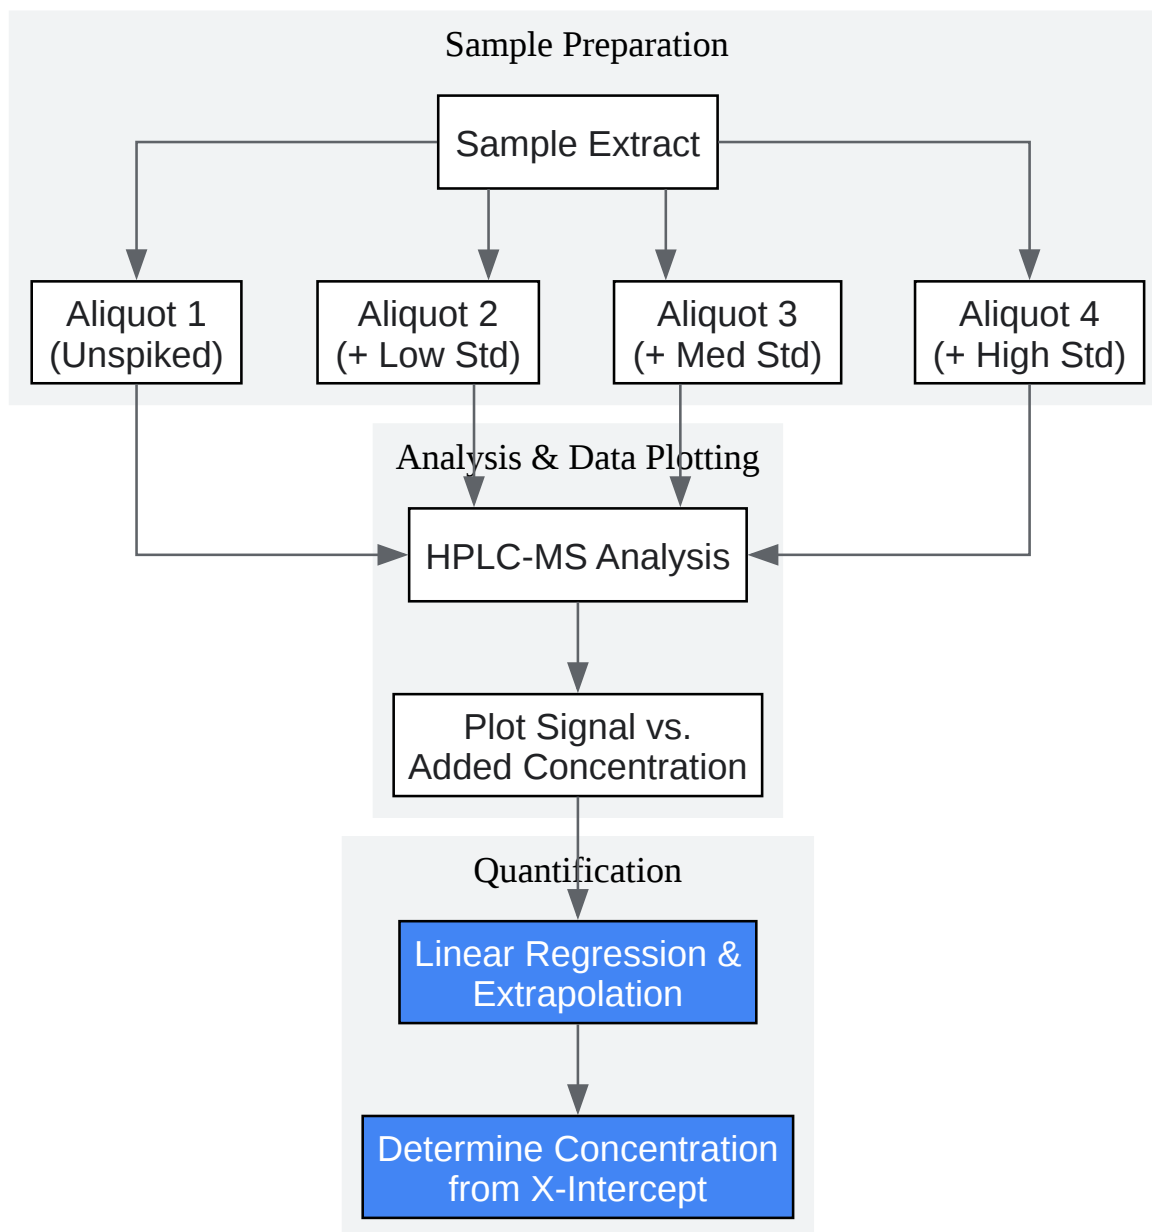 Sample Preparation
Sample Extract
Aliquot 1
(Unspiked)
Aliquot 2
(+ Low Std)
Aliquot 3
(+ Med Std)
Aliquot 4
(+ High Std)
Analysis & Data Plotting
HPLC-MS Analysis
Plot Signal vs.
Added Concentration
Quantification
Linear Regression &
Extrapolation
Determine Concentration
from X-Intercept